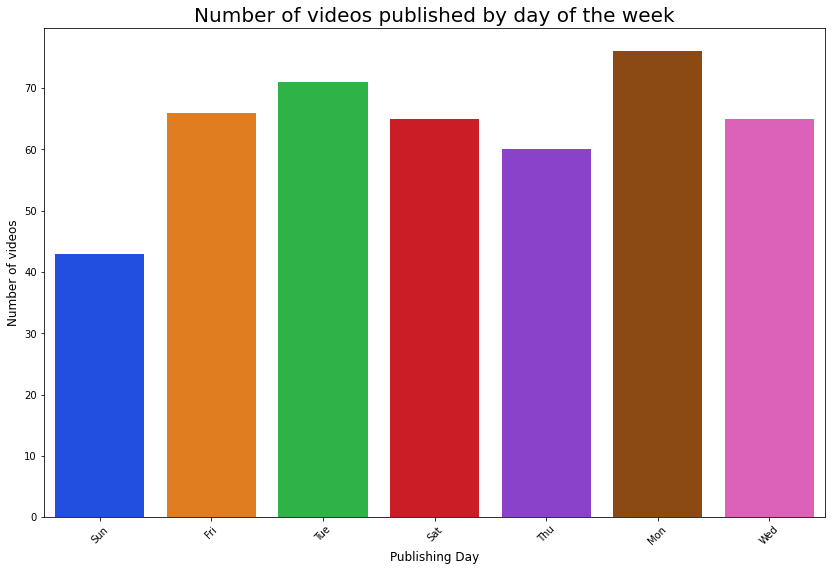 Number of videos published by day of the week
Number of videos
70
60
50
40
30
20
10
0
Sun
Fri
Tue
Sat
Thu
Mon
Wed
Publishing Day